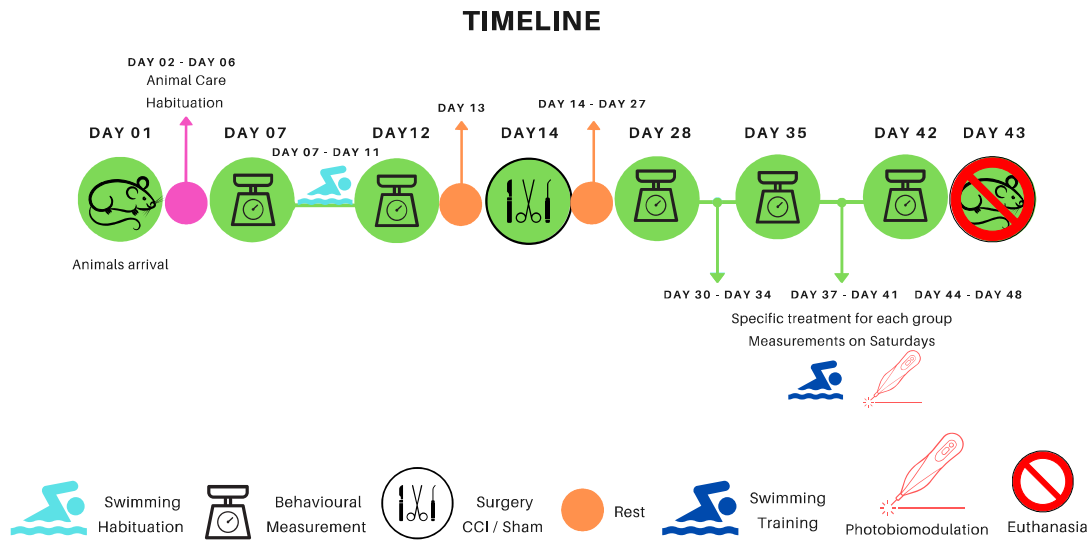 TIMELINE
DAY 02 - DAY 06
Animal Care
Habituation
DAY 13
DAY 14 - DAY 27
DAY 01
DAY 07
DAY12
DAY14
DAY 28
DAY 35
DAY 42
DAY 43
DAY 07 - DAY 11
Animals arrival
DAY 30 - DAY 34
DAY 37 - DAY 41
DAY 44 - DAY 48
Specific treatment for each group
Measurements on Saturdays
Swimming
Habituation
Behavioural
Measurement
Surgery
CCI / Sham
Rest
Swimming
Training
Photobiomodulation
Euthanasia